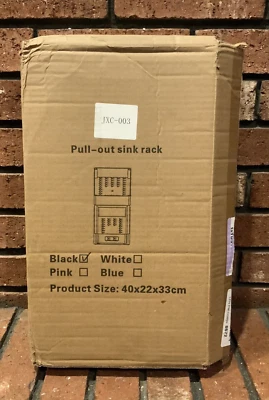 JXC-003
Pull-out sink rack
Black☑ White☐
Pink ☐ Blue ☐
Product Size: 40x22x33cm